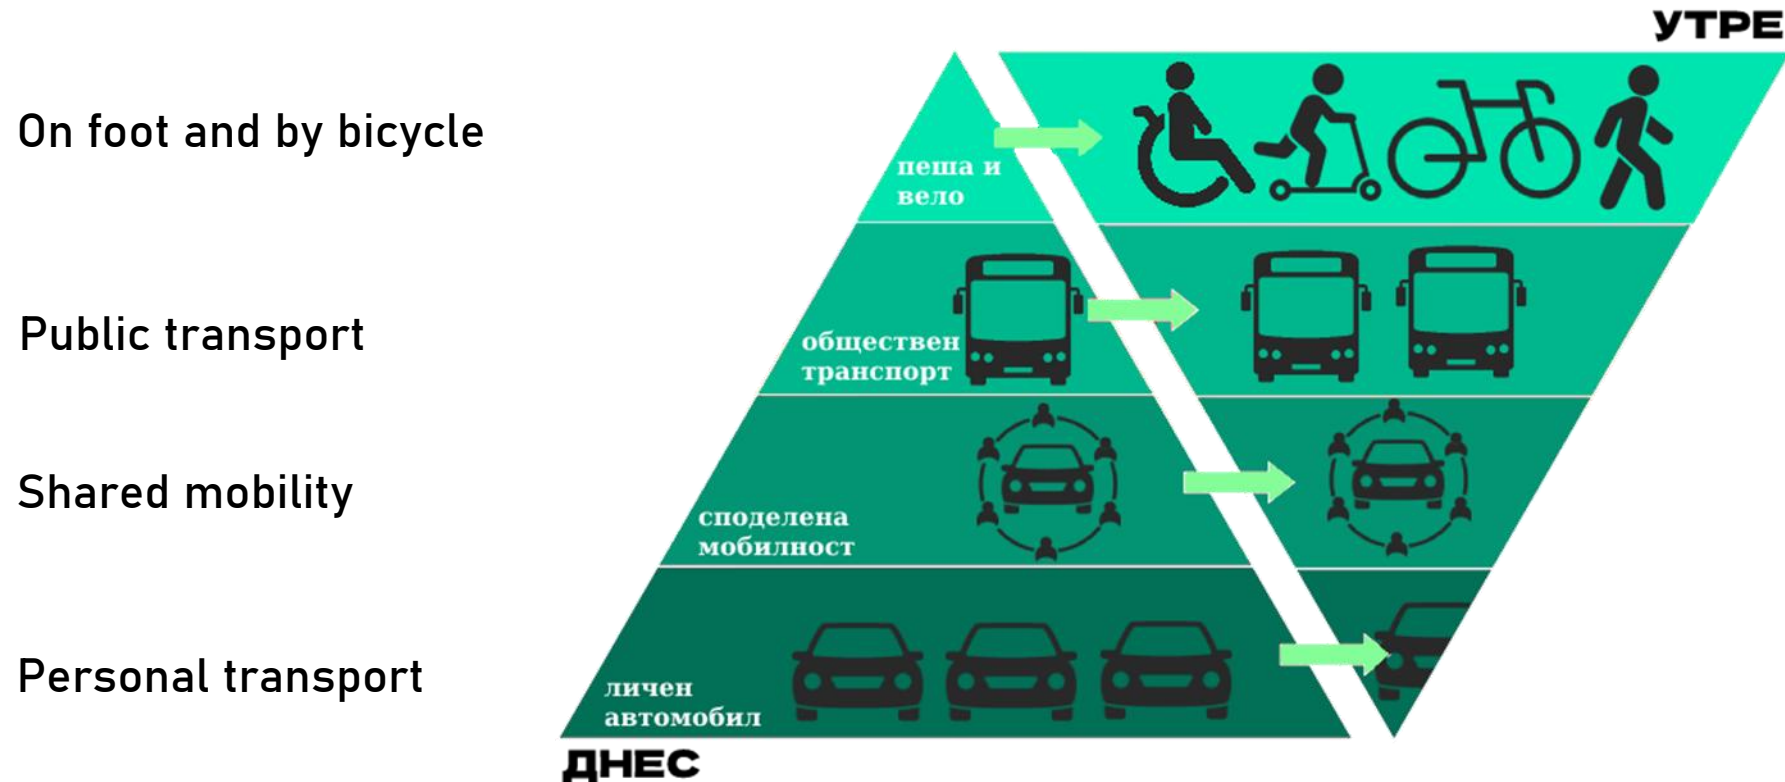 УТРЕ
On foot and by bicycle
пеша и
вело
Public transport
обществен
транспорт
Shared mobility
споделена
мобилност
Personal transport
личен
автомобил
ДНЕС